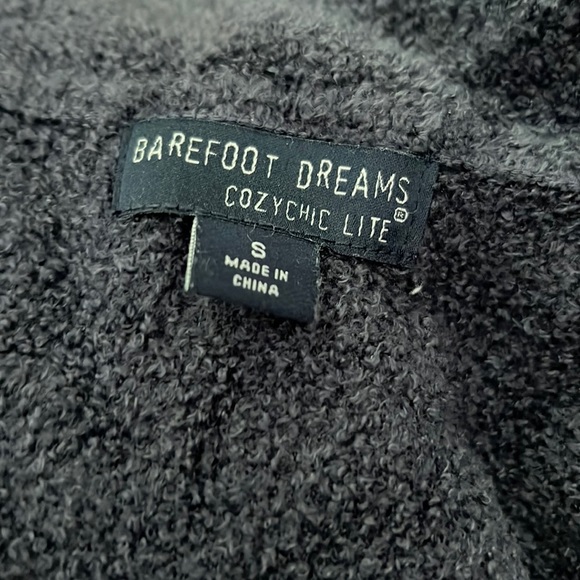 BAREFOOT DREAMS
COZYCHIC LITE®
S
MADE IN
CHINA